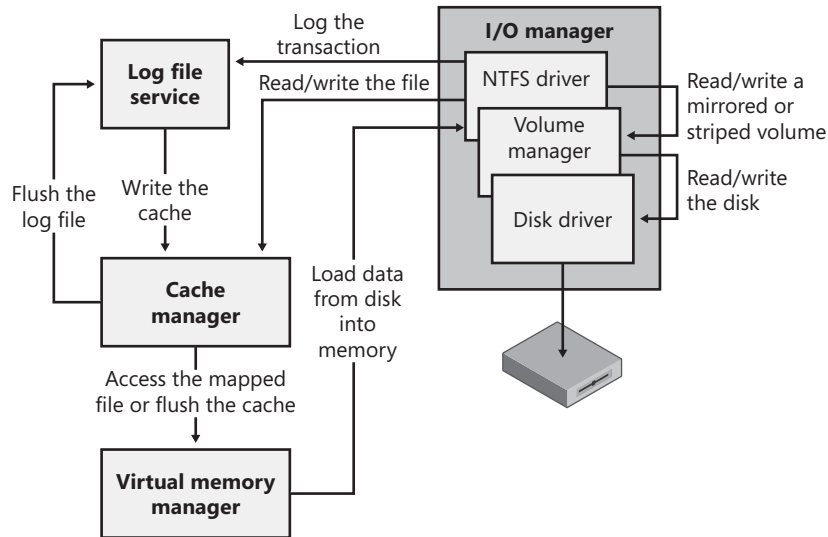 Log the
transaction
I/O manager
Log file
service
Read/write the file
NTFS driver
Read/write a
mirrored or
striped volume
Volume
manager
Flush the
log file
Write the
cache
Read/write
the disk
Disk driver
Cache
manager
Load data
from disk
into
memory
Access the mapped
file or flush the cache
Virtual memory
manager